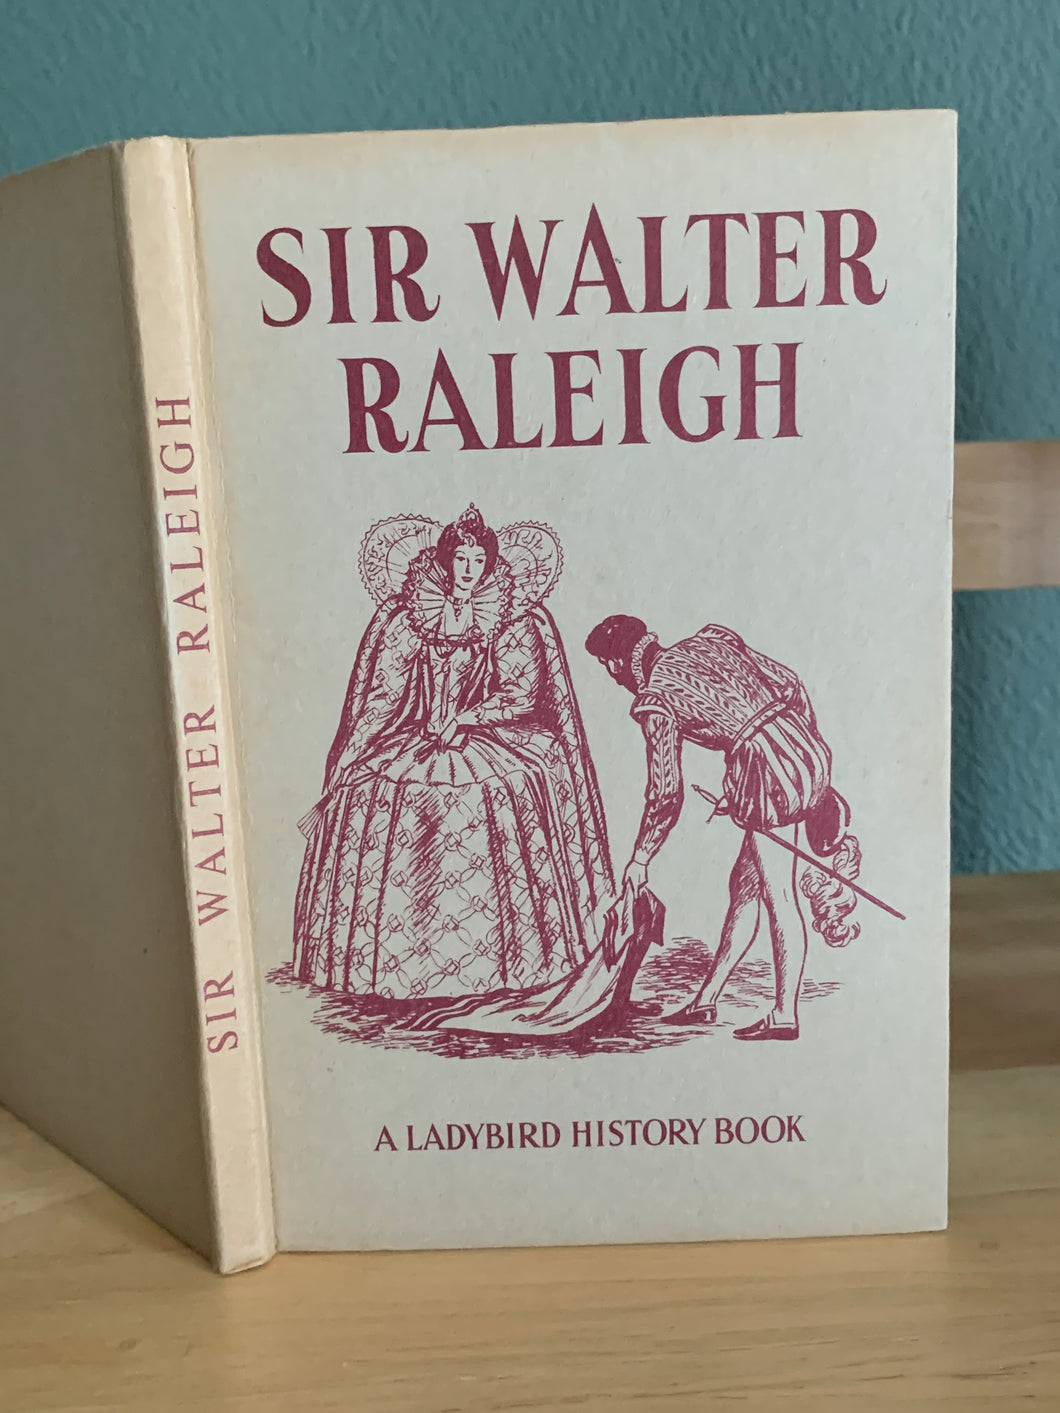 SIR WALTER RALEIGH
SIR WALTER
RALEIGH
A LADYBIRD HISTORY BOOK